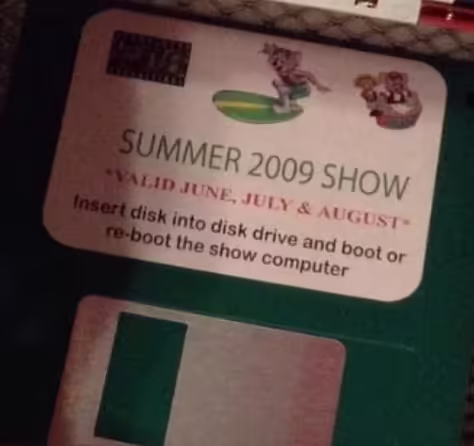 SUMMER 2009 SHOW
*VALID JUNE, JULY & AUGUST*
Insert disk into disk drive and boot or
re-boot the show computer